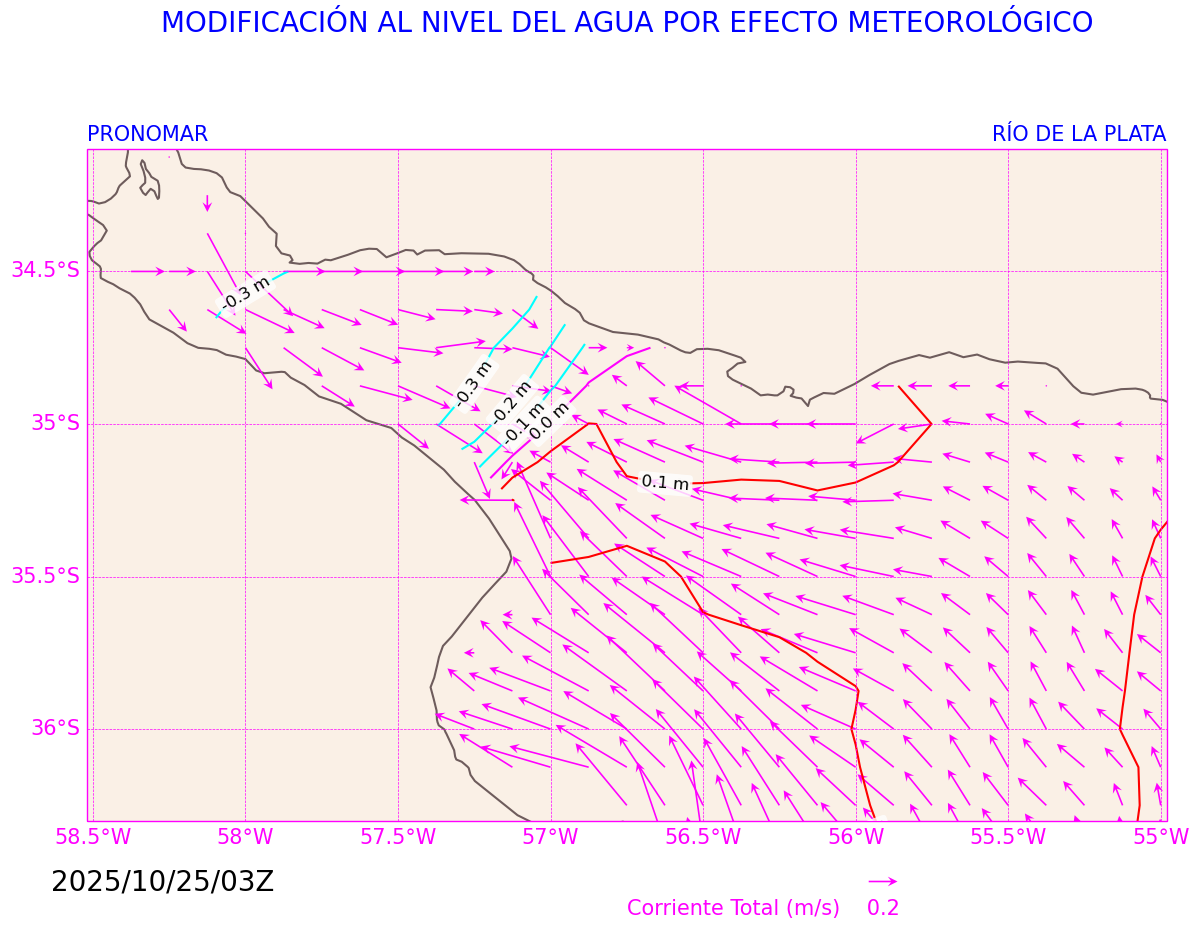 MODIFICACIÓN AL NIVEL DEL AGUA POR EFECTO METEOROLÓGICO
PRONOMAR
RÍO DE LA PLATA
34.5°S
-0.3 m
-0.3 m
-0.2 m
-0.1 m
0.0 m
35°S
0.1 m
35.5°S
36°S
58.5°W 58°W 57.5°W 57°W 56.5°W 56°W 55.5°W 55°W
2025/10/25/03Z
Corriente Total (m/s) 0.2